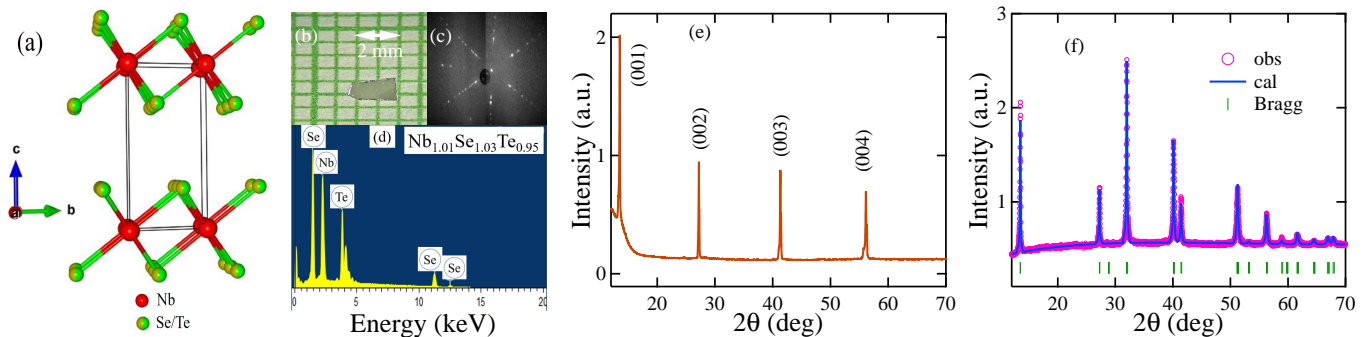 (a)
c
a
b
Nb
Se/Te
(b)
2 mm
(c)
(d)
Nb1.01Se1.03Te0.95
Se
Nb
Te
Se
Se
0 5 10 15 20
Energy (keV)
(e)
(001)
(002)
(003)
(004)
2
1
0
Intensity (a.u.)
20 30 40 50 60 70
2θ (deg)
(f)
obs
cal
Bragg
3
2
1
Intensity (a.u.)
20 30 40 50 60 70
2θ (deg)